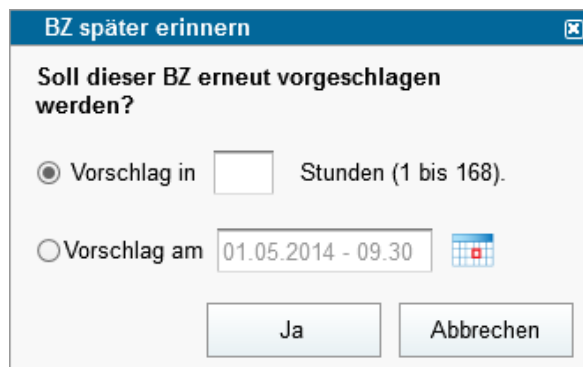 BZ später erinnern
Soll dieser BZ erneut vorgeschlagen
werden?
Vorschlag in Stunden (1 bis 168).
Vorschlag am 01.05.2014 - 09.30
Ja Abbrechen